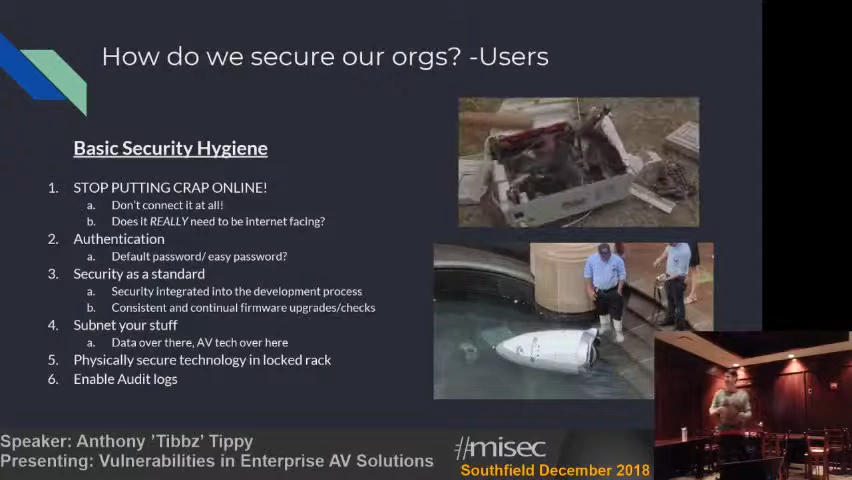 How do we secure our orgs? -Users
Basic Security Hygiene
1. STOP PUTTING CRAP ONLINE!
a. Don't connect it at all!
b. Does it REALLY need to be internet facing?
2. Authentication
a. Default password/ easy password?
3. Security as a standard
a. Security integrated into the development process
b. Consistent and continual firmware upgrades/checks
4. Subnet your stuff
a. Data over there, AV tech over here
5. Physically secure technology in locked rack
6. Enable Audit logs
Speaker: Anthony 'Tibbz' Tippy
Presenting: Vulnerabilities in Enterprise AV Solutions
#misec
Southfield December 2018